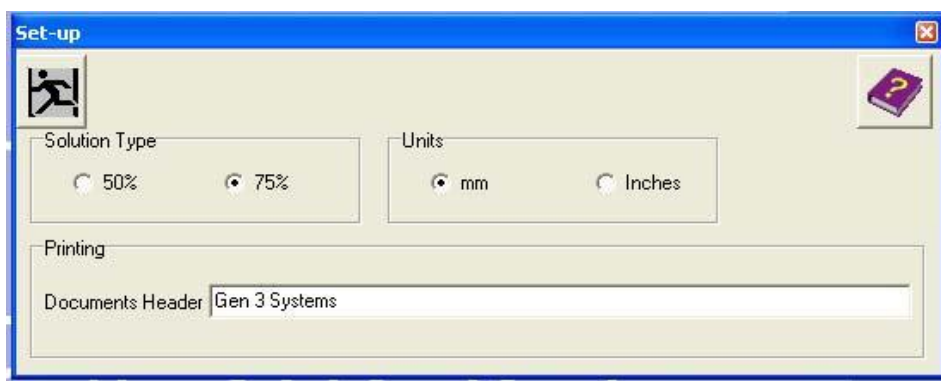 Set-up
?
Solution Type
50%
75%
Units
mm
Inches
Printing
Documents Header
Gen 3 Systems